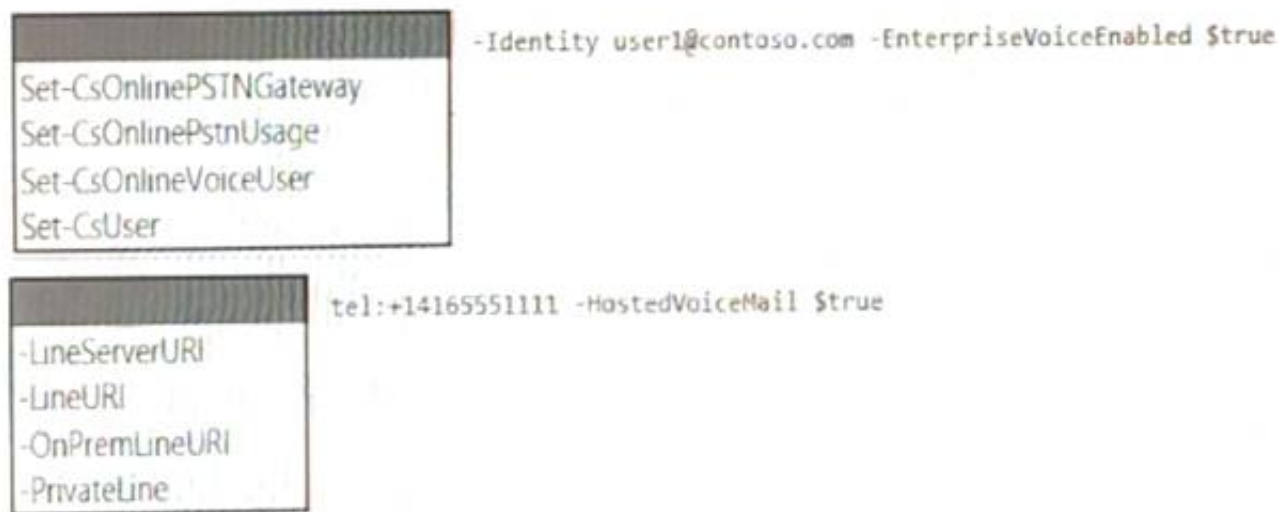 -Identity user1@contoso.com -EnterpriseVoiceEnabled $true
Set-CsOnlinePSTNGateway
Set-CsOnlinePstnUsage
Set-CsOnlineVoiceUser
Set-CsUser
tel:+14165551111 -HostedVoiceMail $true
-LineServerURI
-LineURI
-OnPremLineURI
-PrivateLine